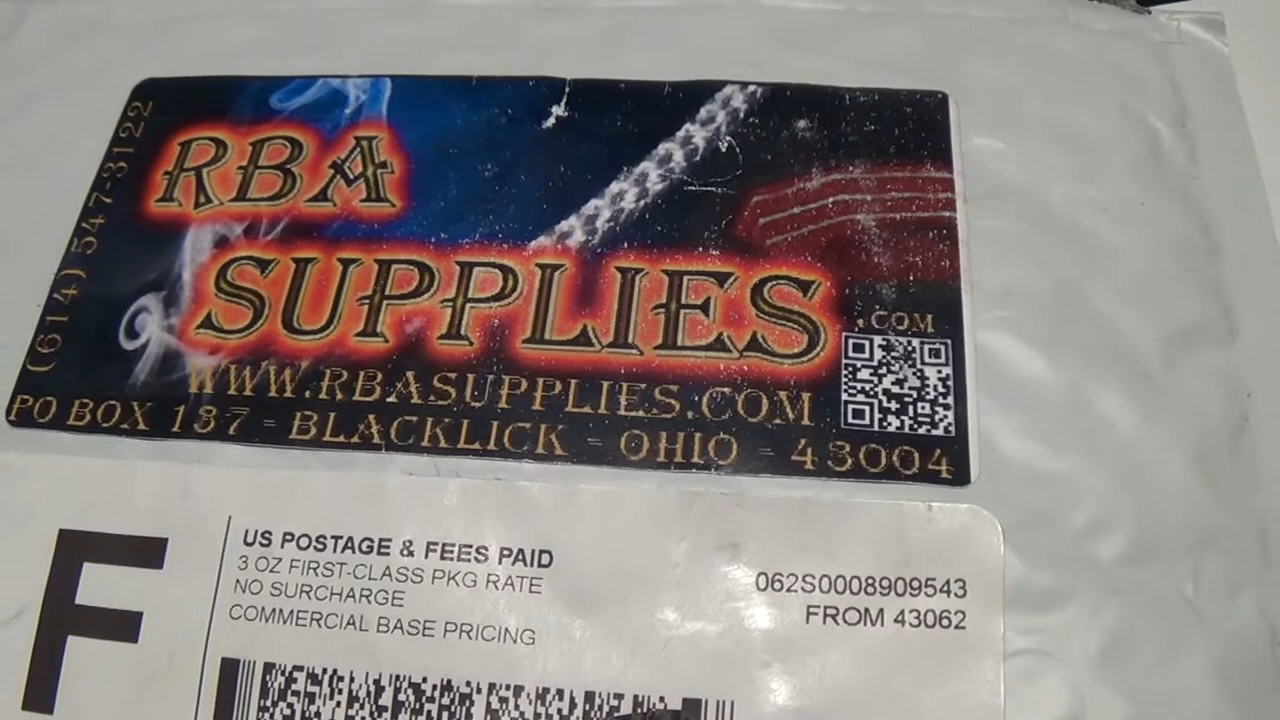 (614) 547-3122
RBA
SUPPLIES
.COM
WWW.RBASUPPLIES.COM
PO BOX 187 - BLACKLICK - OHIO - 43004
F
US POSTAGE & FEES PAID
3 OZ FIRST-CLASS PKG RATE
NO SURCHARGE
COMMERCIAL BASE PRICING
062S0008909543
FROM 43062